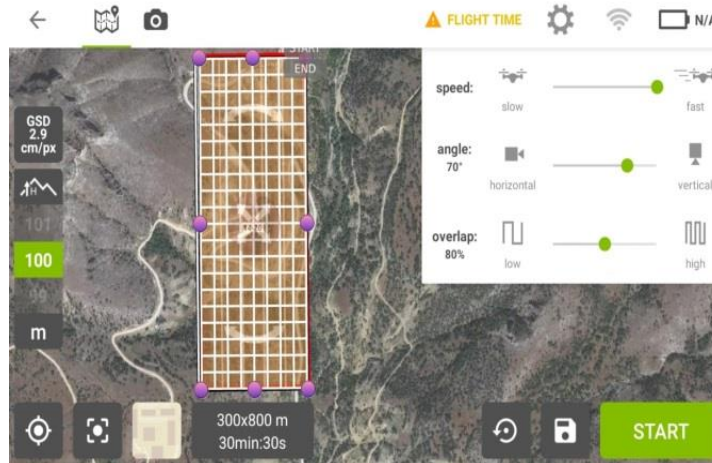 FLIGHT TIME
N/A
START
END
GSD
2.9
cm/px
H
101
100
99
m
speed:
slow
fast
angle:
70°
horizontal
vertical
overlap:
80%
low
high
300x800 m
30min:30s
START